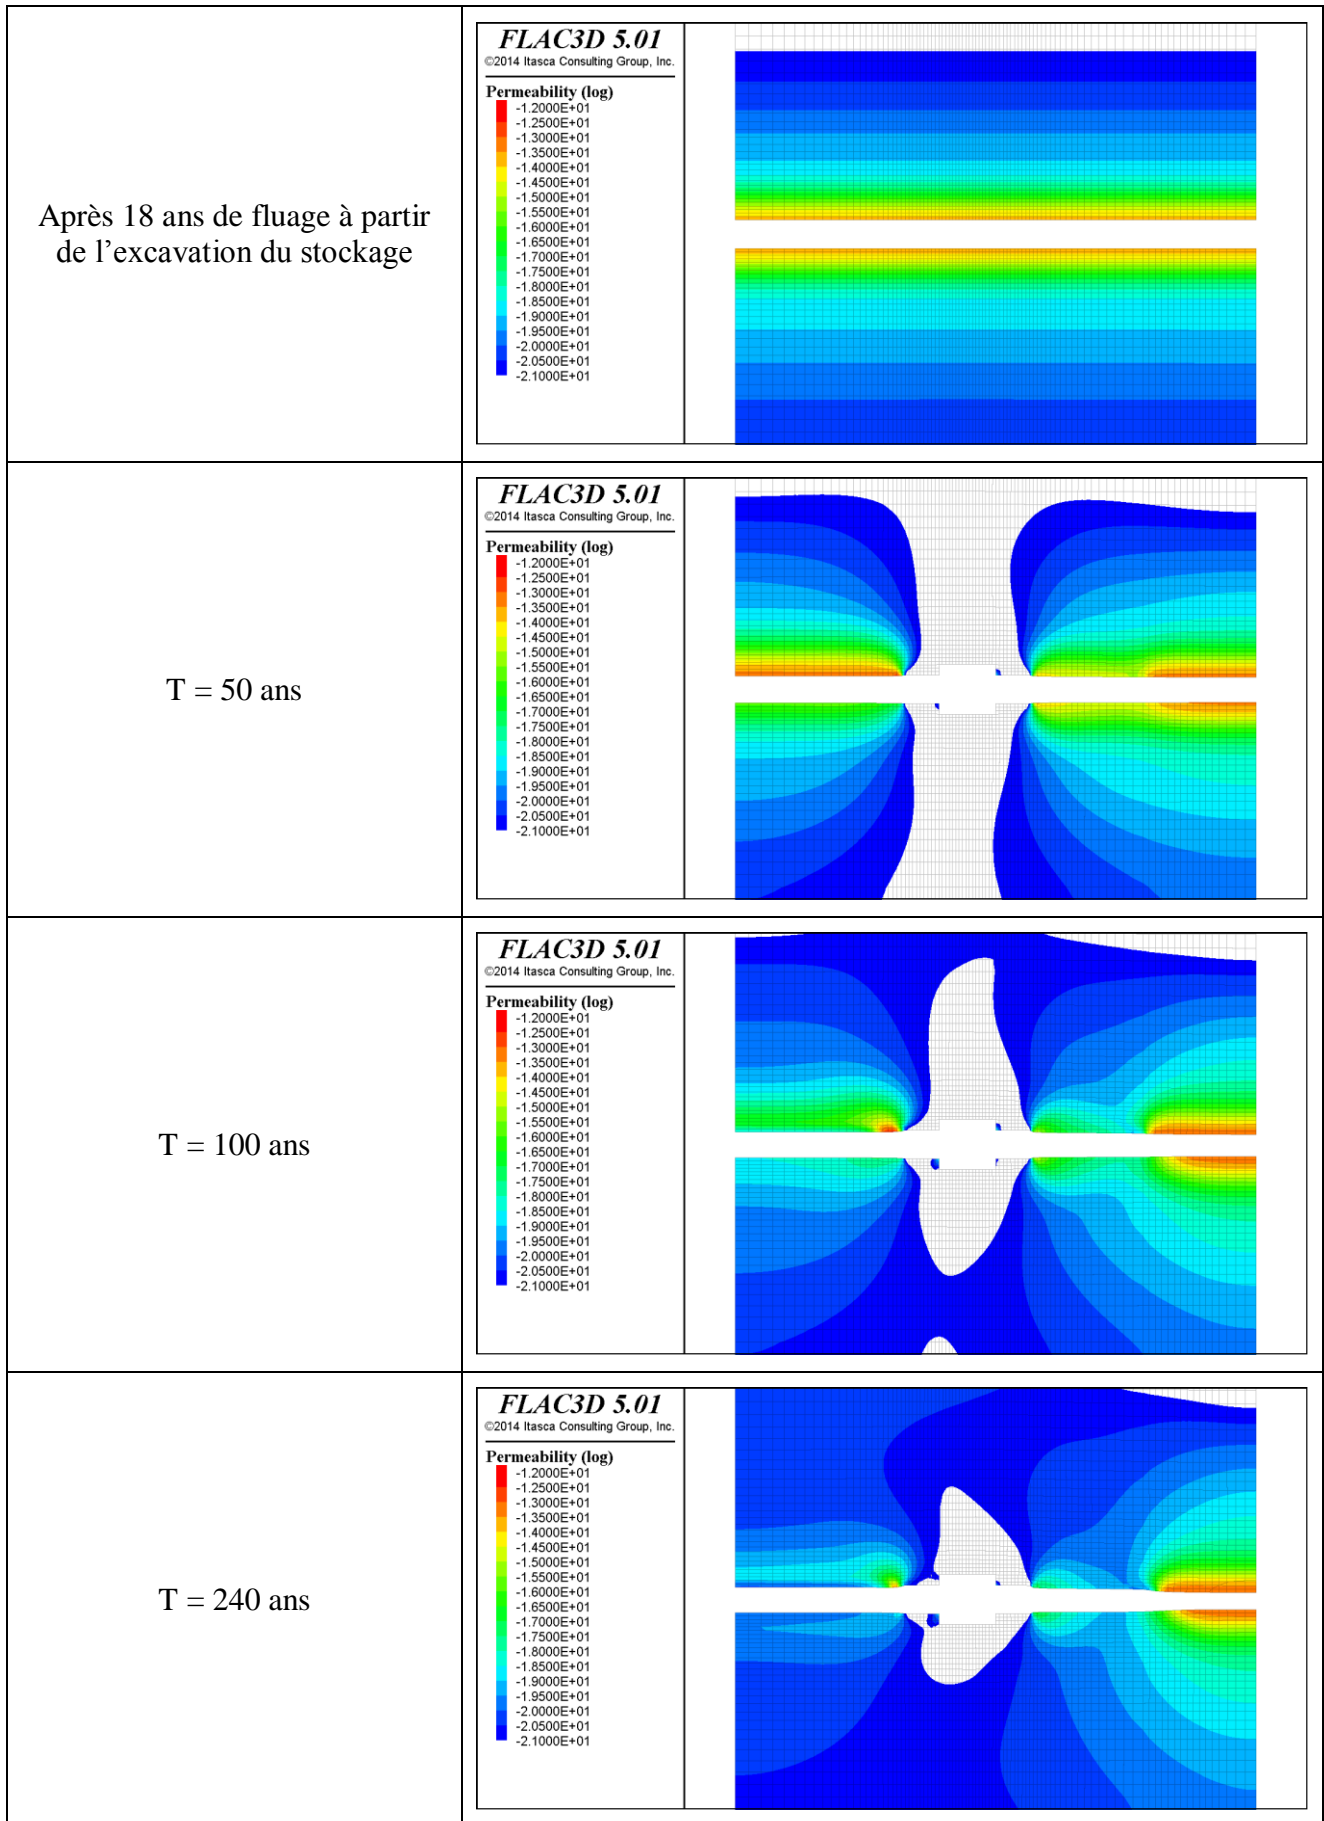 Après 18 ans de fluage à partir
de l’excavation du stockage
FLAC3D 5.01
©2014 Itasca Consulting Group, Inc.
Permeability (log)
-1.2000E+01
-1.2500E+01
-1.3000E+01
-1.3500E+01
-1.4000E+01
-1.4500E+01
-1.5000E+01
-1.5500E+01
-1.6000E+01
-1.6500E+01
-1.7000E+01
-1.7500E+01
-1.8000E+01
-1.8500E+01
-1.9000E+01
-1.9500E+01
-2.0000E+01
-2.0500E+01
-2.1000E+01
T = 50 ans
FLAC3D 5.01
©2014 Itasca Consulting Group, Inc.
Permeability (log)
-1.2000E+01
-1.2500E+01
-1.3000E+01
-1.3500E+01
-1.4000E+01
-1.4500E+01
-1.5000E+01
-1.5500E+01
-1.6000E+01
-1.6500E+01
-1.7000E+01
-1.7500E+01
-1.8000E+01
-1.8500E+01
-1.9000E+01
-1.9500E+01
-2.0000E+01
-2.0500E+01
-2.1000E+01
T = 100 ans
FLAC3D 5.01
©2014 Itasca Consulting Group, Inc.
Permeability (log)
-1.2000E+01
-1.2500E+01
-1.3000E+01
-1.3500E+01
-1.4000E+01
-1.4500E+01
-1.5000E+01
-1.5500E+01
-1.6000E+01
-1.6500E+01
-1.7000E+01
-1.7500E+01
-1.8000E+01
-1.8500E+01
-1.9000E+01
-1.9500E+01
-2.0000E+01
-2.0500E+01
-2.1000E+01
T = 240 ans
FLAC3D 5.01
©2014 Itasca Consulting Group, Inc.
Permeability (log)
-1.2000E+01
-1.2500E+01
-1.3000E+01
-1.3500E+01
-1.4000E+01
-1.4500E+01
-1.5000E+01
-1.5500E+01
-1.6000E+01
-1.6500E+01
-1.7000E+01
-1.7500E+01
-1.8000E+01
-1.8500E+01
-1.9000E+01
-1.9500E+01
-2.0000E+01
-2.0500E+01
-2.1000E+01